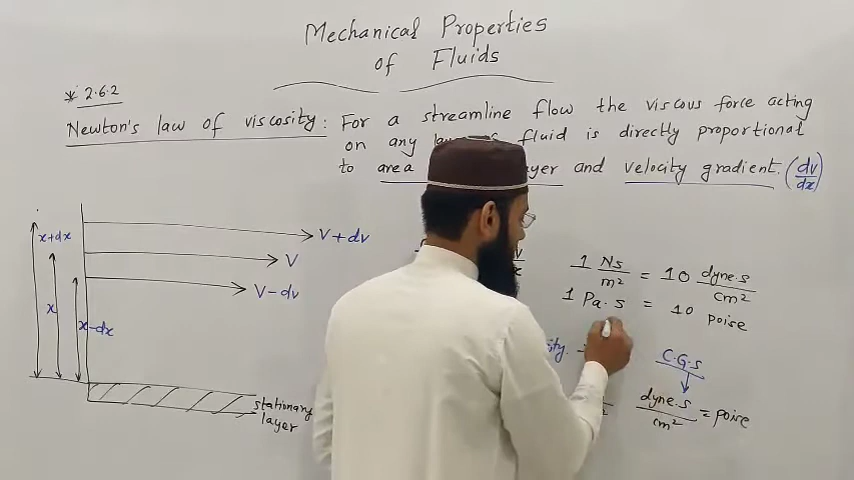 Mechanical Properties
of Fluids
* 2.6.2
Newton's law of viscosity: For a streamline flow the viscous force acting
on any fluid is directly proportional
to area and velocity gradient. (dv/dx)
x+dx
V+dv
V
V-dv
x
x-dx
stationary
layer
1 Ns/m² = 10 dyne.s/cm²
1 Pa.s = 10 poise
C.G.S
dyne.s/cm² = poise